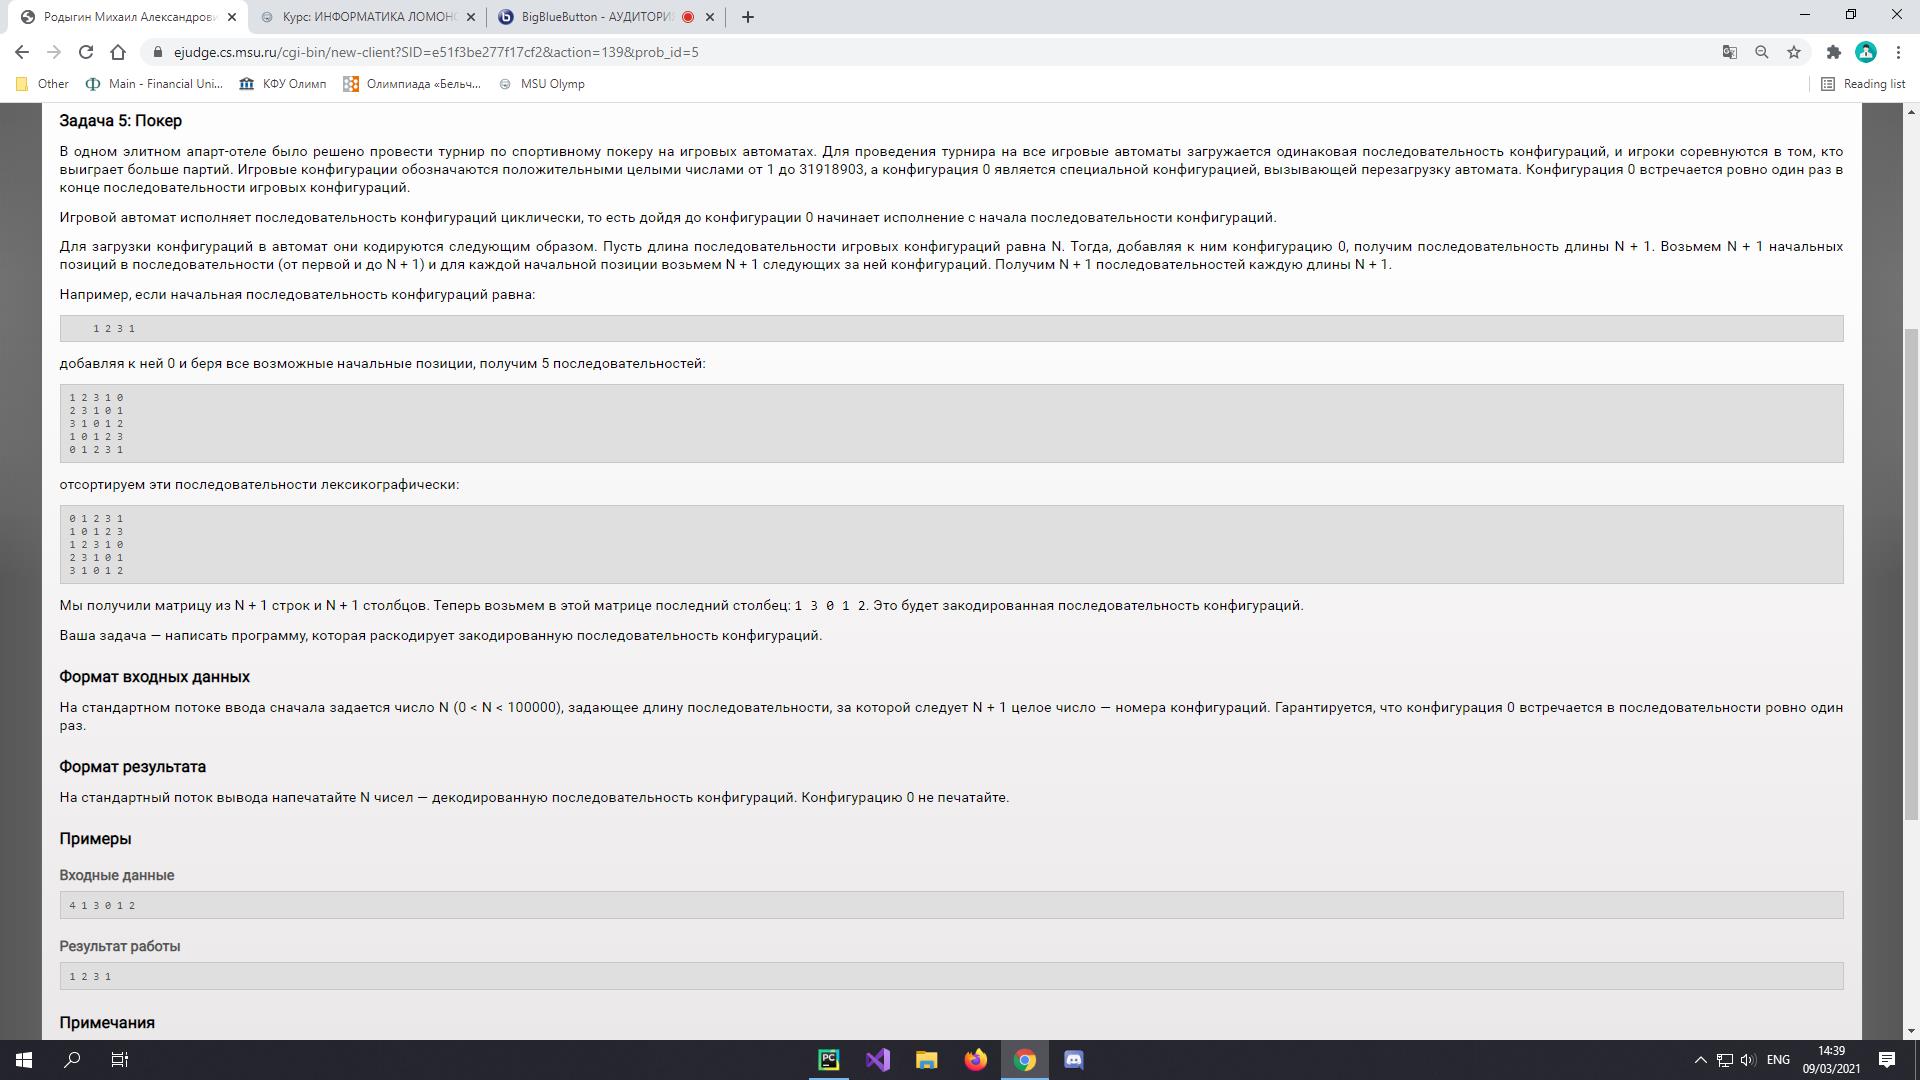 Родыгин Михаил Александрови
Курс: ИНФОРМАТИКА ЛОМОНО
BigBlueButton - АУДИТОРИ
ejudge.cs.msu.ru/cgi-bin/new-client?SID=e51f3be277f17cf2&action=139&prob_id=5
Other
Main - Financial Uni...
КФУ Олимп
Олимпиада «Бельч...
MSU Olymp
Reading list
Задача 5: Покер
В одном элитном апарт-отеле было решено провести турнир по спортивному покеру на игровых автоматах. Для проведения турнира на все игровые автоматы загружается одинаковая последовательность конфигураций, и игроки соревнуются в том, кто
выиграет больше партий. Игровые конфигурации обозначаются положительными целыми числами от 1 до 31918903, а конфигурация 0 является специальной конфигурацией, вызывающей перезагрузку автомата. Конфигурация 0 встречается ровно один раз в
конце последовательности игровых конфигураций.
Игровой автомат исполняет последовательность конфигураций циклически, то есть дойдя до конфигурации 0 начинает исполнение с начала последовательности конфигураций.
Для загрузки конфигураций в автомат они кодируются следующим образом. Пусть длина последовательности игровых конфигураций равна N. Тогда, добавляя к ним конфигурацию 0, получим последовательность длины N + 1. Возьмем N + 1 начальных
позиций в последовательности (от первой и до N + 1) и для каждой начальной позиции возьмем N + 1 следующих за ней конфигураций. Получим N + 1 последовательностей каждую длины N + 1.
Например, если начальная последовательность конфигураций равна:
1 2 3 1
добавляя к ней 0 и беря все возможные начальные позиции, получим 5 последовательностей:
1 2 3 1 0
2 3 1 0 1
3 1 0 1 2
1 0 1 2 3
0 1 2 3 1
отсортируем эти последовательности лексикографически:
0 1 2 3 1
1 0 1 2 3
1 2 3 1 0
2 3 1 0 1
3 1 0 1 2
Мы получили матрицу из N + 1 строк и N + 1 столбцов. Теперь возьмем в этой матрице последний столбец: 1 3 0 1 2. Это будет закодированная последовательность конфигураций.
Ваша задача — написать программу, которая раскодирует закодированную последовательность конфигураций.
Формат входных данных
На стандартном потоке ввода сначала задается число N (0 < N < 100000), задающее длину последовательности, за которой следует N + 1 целое число — номера конфигураций. Гарантируется, что конфигурация 0 встречается в последовательности ровно один
раз.
Формат результата
На стандартный поток вывода напечатайте N чисел — декодированную последовательность конфигураций. Конфигурацию 0 не печатайте.
Примеры
Входные данные
4 1 3 0 1 2
Результат работы
1 2 3 1
Примечания
PC
ENG
14:39
09/03/2021